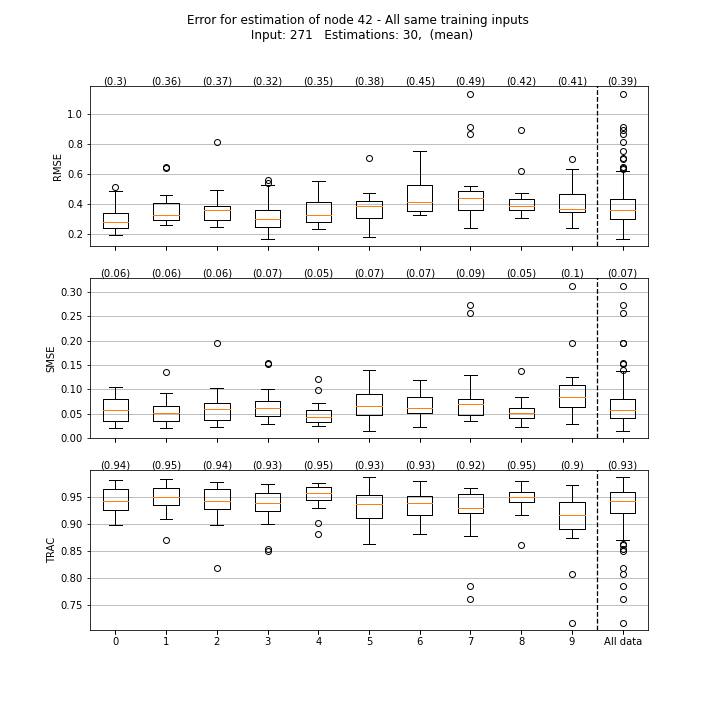 Error for estimation of node 42 - All same training inputs
Input: 271   Estimations: 30,  (mean)
(0.3) (0.36) (0.37) (0.32) (0.35) (0.38) (0.45) (0.49) (0.42) (0.41) (0.39)
RMSE
1.0
0.8
0.6
0.4
0.2
(0.06) (0.06) (0.06) (0.07) (0.05) (0.07) (0.07) (0.09) (0.05) (0.1) (0.07)
SMSE
0.30
0.25
0.20
0.15
0.10
0.05
0.00
(0.94) (0.95) (0.94) (0.93) (0.95) (0.93) (0.93) (0.92) (0.95) (0.9) (0.93)
TRAC
0.95
0.90
0.85
0.80
0.75
0 1 2 3 4 5 6 7 8 9 All data